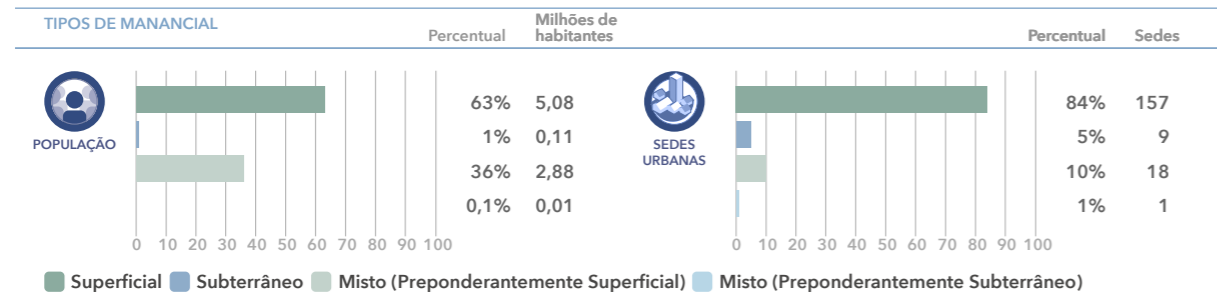 TIPOS DE MANANCIAL
Percentual Milhões de habitantes
Percentual Sedes
POPULAÇÃO
63% 5,08
1% 0,11
36% 2,88
0,1% 0,01
0 10 20 30 40 50 60 70 80 90 100
SEDES
URBANAS
84% 157
5% 9
10% 18
1% 1
0 10 20 30 40 50 60 70 80 90 100
Superficial Subterrâneo Misto (Preponderantemente Superficial) Misto (Preponderantemente Subterrâneo)